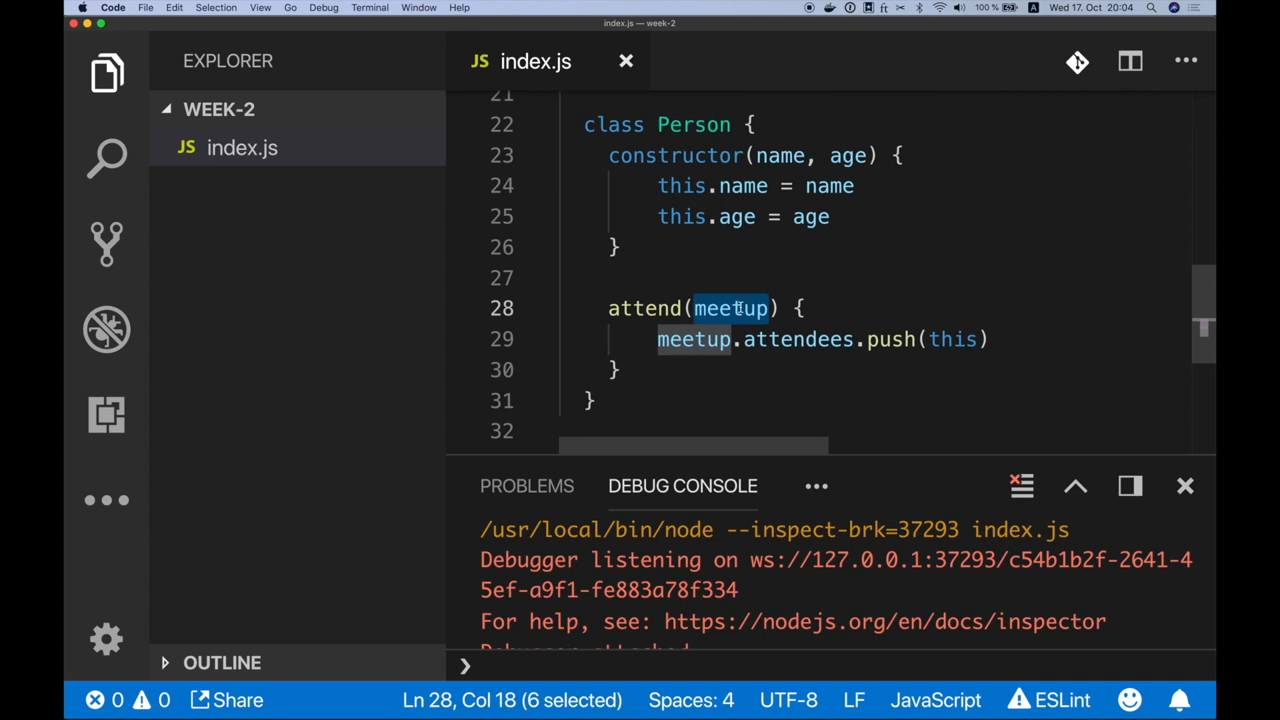 Code File Edit Selection View Go Debug Terminal Window Help 100 % Wed 17. Oct 20:04
index.js — week-2
EXPLORER
WEEK-2
JS index.js
OUTLINE
JS index.js
21
22 class Person {
23 constructor(name, age) {
24 this.name = name
25 this.age = age
26 }
27
28 attend(meetup) {
29 meetup.attendees.push(this)
30 }
31 }
32
PROBLEMS DEBUG CONSOLE
/usr/local/bin/node --inspect-brk=37293 index.js
Debugger listening on ws://127.0.0.1:37293/c54b1b2f-2641-4
5ef-a9f1-fe883a78f334
For help, see: https://nodejs.org/en/docs/inspector
Debugger attached.
0 0 Share Ln 28, Col 18 (6 selected) Spaces: 4 UTF-8 LF JavaScript ESLint